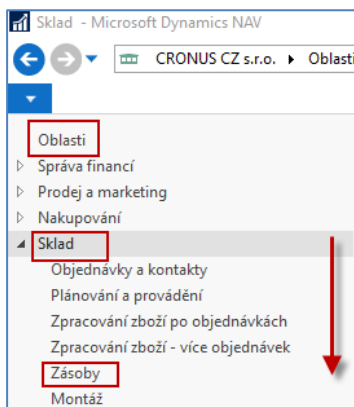 Sklad - Microsoft Dynamics NAV
CRONUS CZ s.r.o. ▸ Oblasti
Oblasti
Správa financí
Prodej a marketing
Nakupování
Sklad
Objednávky a kontakty
Plánování a provádění
Zpracování zboží po objednávkách
Zpracování zboží - více objednávek
Zásoby
Montáž